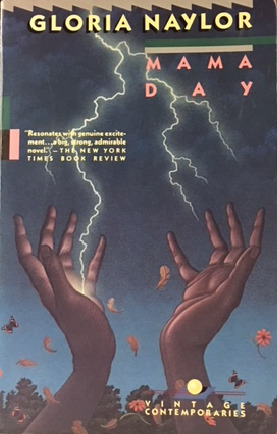 GLORIA NAYLOR
MAMA
DAY
"Resonates with genuine excite-
ment...a big, strong, admirable
novel." – THE NEW YORK
TIMES BOOK REVIEW
VINTAGE
CONTEMPORARIES